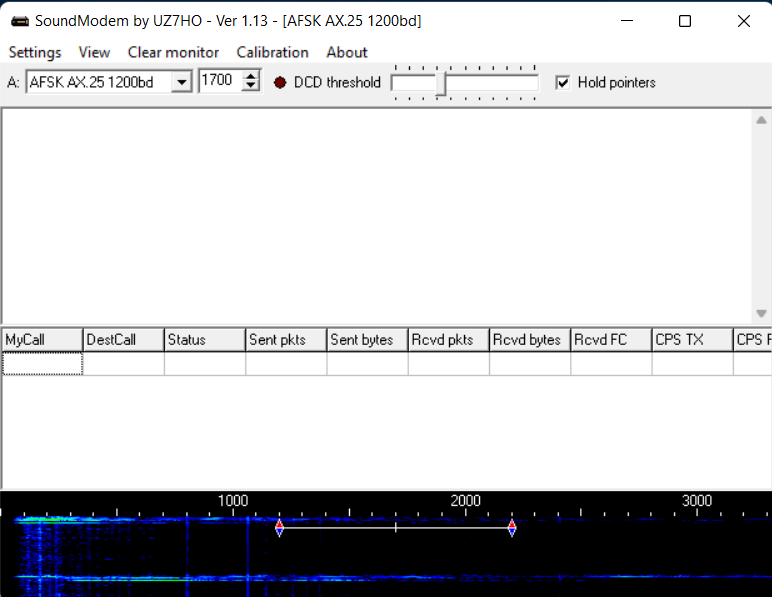 SoundModem by UZ7HO - Ver 1.13 - [AFSK AX.25 1200bd]
Settings View Clear monitor Calibration About
A: AFSK AX.25 1200bd 1700 DCD threshold Hold pointers
MyCall DestCall Status Sent pkts Sent bytes Rcvd pkts Rcvd bytes Rcvd FC CPS TX CPS
1000 2000 3000